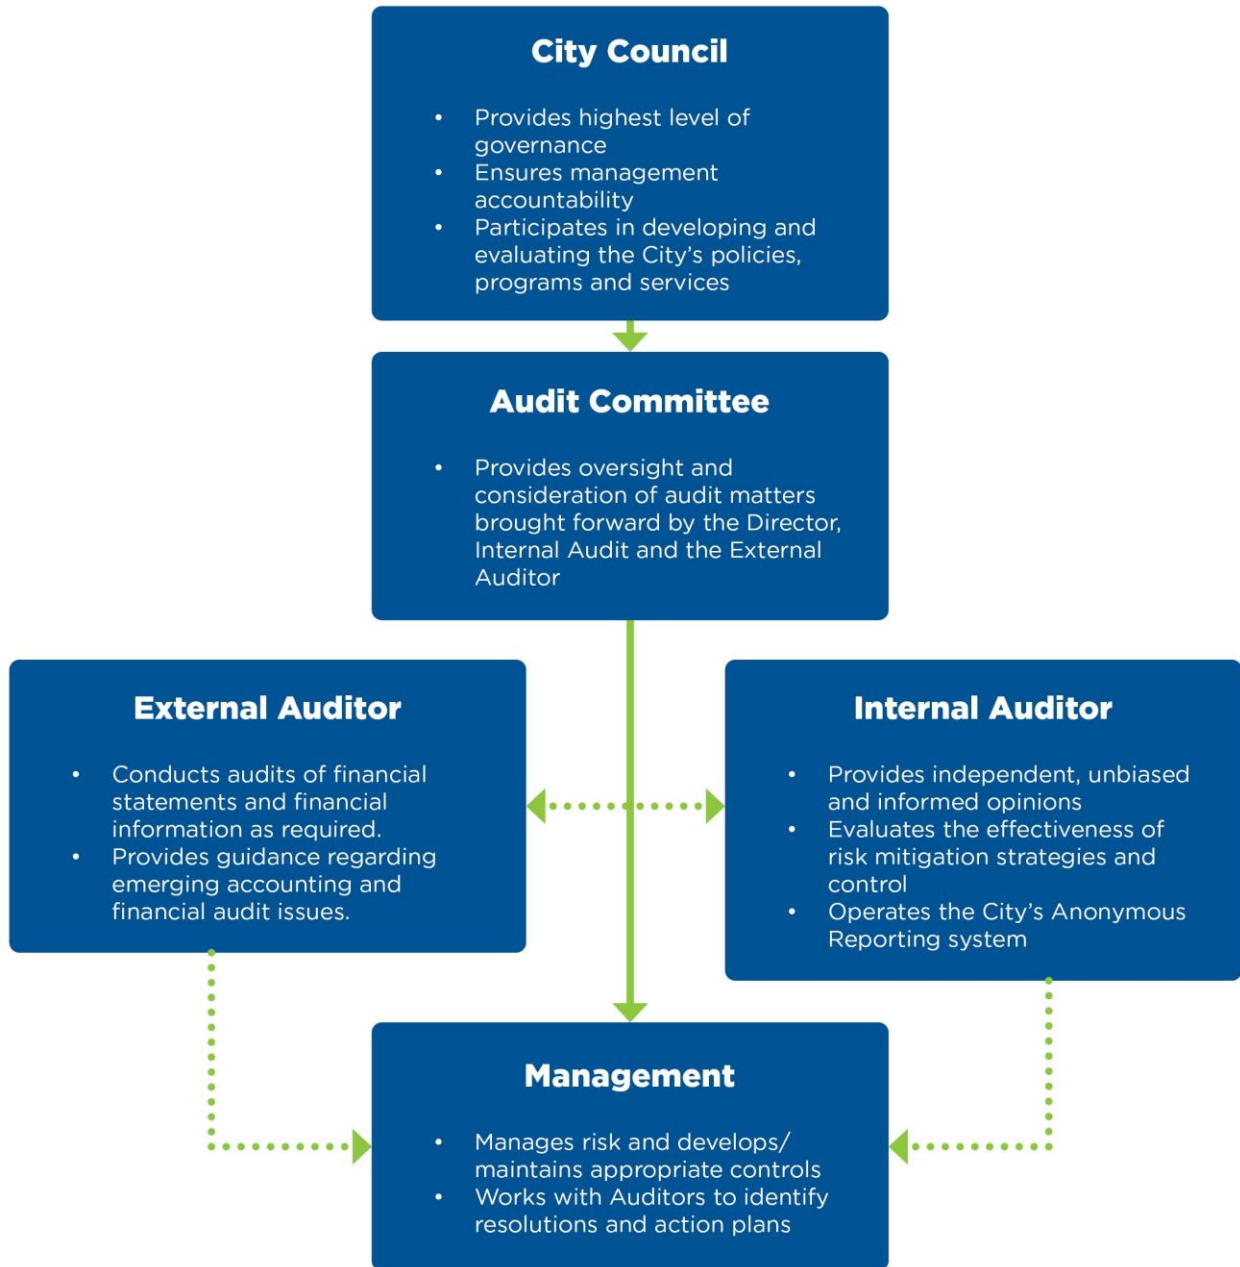 City Council
• Provides highest level of
governance
• Ensures management
accountability
• Participates in developing and
evaluating the City’s policies,
programs and services
Audit Committee
• Provides oversight and
consideration of audit matters
brought forward by the Director,
Internal Audit and the External
Auditor
External Auditor
• Conducts audits of financial
statements and financial
information as required.
• Provides guidance regarding
emerging accounting and
financial audit issues.
Internal Auditor
• Provides independent, unbiased
and informed opinions
• Evaluates the effectiveness of
risk mitigation strategies and
control
• Operates the City’s Anonymous
Reporting system
Management
• Manages risk and develops/
maintains appropriate controls
• Works with Auditors to identify
resolutions and action plans